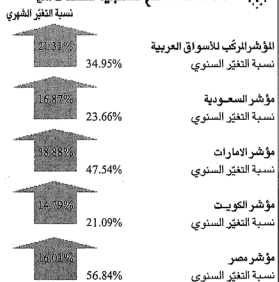 نسبة التغيّر الشهري
المؤشر المركّب للأسواق العربية 21.31%
نسبة التغيّر السنوي 34.95%
مؤشر السعودية 16.87%
نسبة التغيّر السنوي 23.66%
مؤشر الامارات 38.88%
نسبة التغيّر السنوي 47.54%
مؤشر الكويت 14.79%
نسبة التغيّر السنوي 21.09%
مؤشر مصر 16.01%
نسبة التغيّر السنوي 56.84%